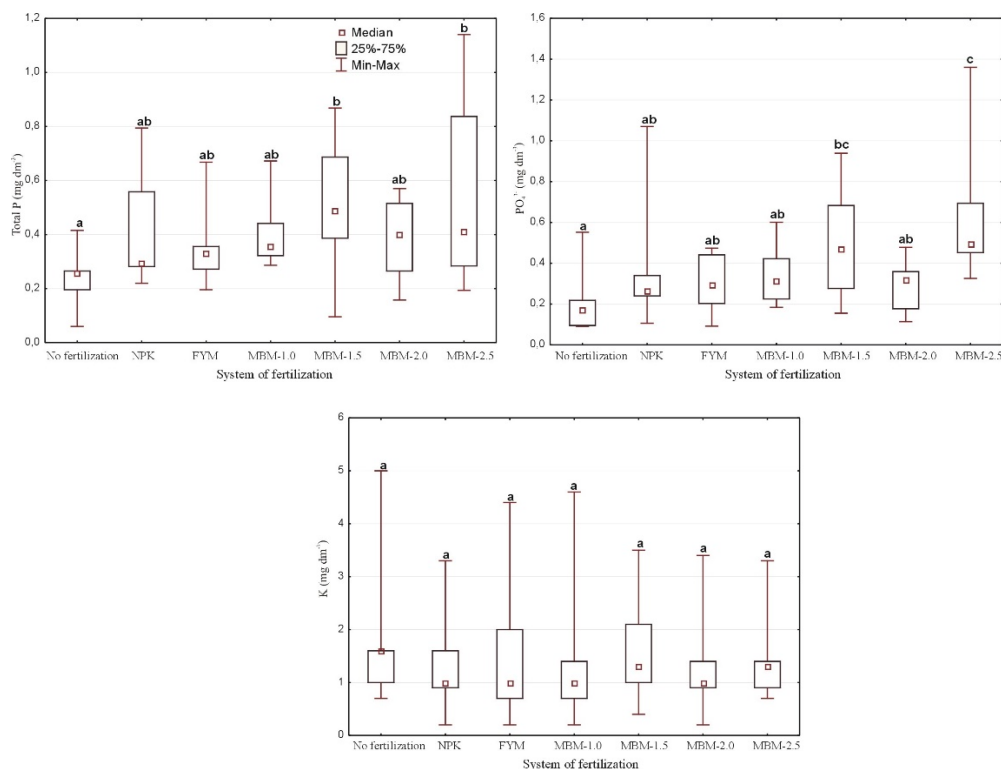 1,2
1,0
0,8
0,6
0,4
0,2
0,0
Total P (mg dm⁻³)
Median
25%-75%
Min-Max
a
ab
ab
ab
b
ab
b
No fertilization NPK FYM MBM-1.0 MBM-1.5 MBM-2.0 MBM-2.5
System of fertilization
1,6
1,4
1.2
1.0
0.8
0.6
0.4
0.2
0.0
PO₄³⁻ (mg dm⁻³)
a
ab
ab
ab
bc
ab
c
No fertilization NPK FYM MBM-1.0 MBM-1.5 MBM-2.0 MBM-2.5
System of fertilization
6
5
4
3
2
1
0
K (mg dm⁻³)
a
a
a
a
a
a
a
No fertilization NPK FYM MBM-1.0 MBM-1.5 MBM-2.0 MBM-2.5
System of fertilization